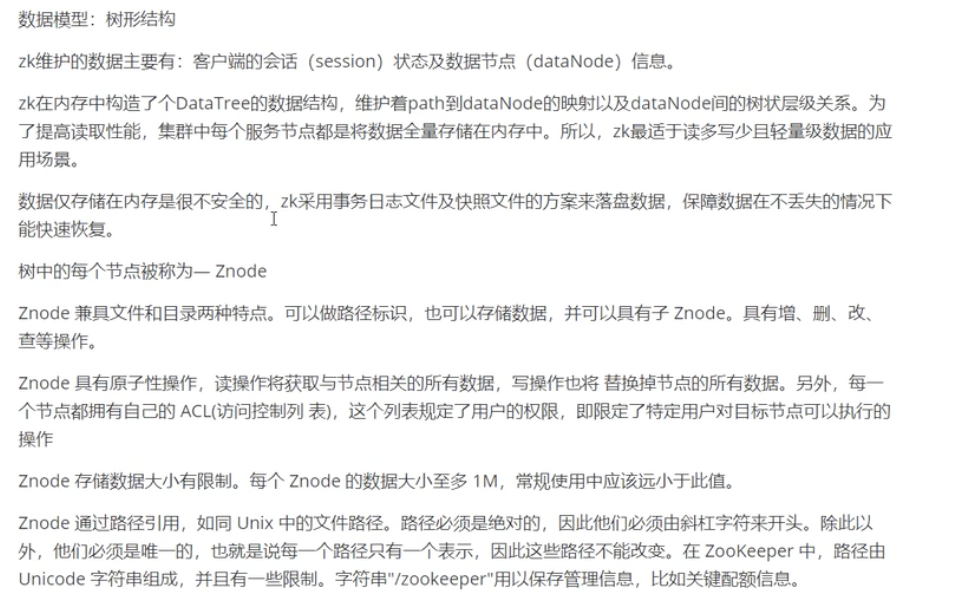 数据模型：树形结构
zk维护的数据主要有：客户端的会话（session）状态及数据节点（dataNode）信息。
zk在内存中构造了个DataTree的数据结构，维护着path到dataNode的映射以及dataNode间的树状层级关系。为
了提高读取性能，集群中每个服务节点都是将数据全量存储在内存中。所以，zk最适于读多写少且轻量级数据的应
用场景。
数据仅存储在内存是很不安全的，zk采用事务日志文件及快照文件的方案来落盘数据，保障数据在不丢失的情况下
能快速恢复。
树中的每个节点被称为— Znode
Znode 兼具文件和目录两种特点。可以做路径标识，也可以存储数据，并可以具有子 Znode。具有增、删、改、
查等操作。
Znode 具有原子性操作，读操作将获取与节点相关的所有数据，写操作也将 替换掉节点的所有数据。另外，每一
个节点都拥有自己的 ACL(访问控制列 表)，这个列表规定了用户的权限，即限定了特定用户对目标节点可以执行的
操作
Znode 存储数据大小有限制。每个 Znode 的数据大小至多 1M，常规使用中应该远小于此值。
Znode 通过路径引用，如同 Unix 中的文件路径。路径必须是绝对的，因此他们必须由斜杠字符来开头。除此以
外，他们必须是唯一的，也就是说每一个路径只有一个表示，因此这些路径不能改变。在 ZooKeeper 中，路径由
Unicode 字符串组成，并且有一些限制。字符串"/zookeeper"用以保存管理信息，比如关键配额信息。